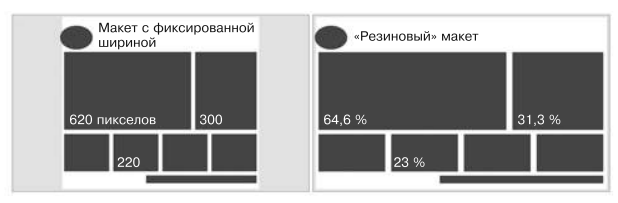 Макет с фиксированной
шириной
620 пикселов
300
220
«Резиновый» макет
64,6 %
31,3 %
23 %